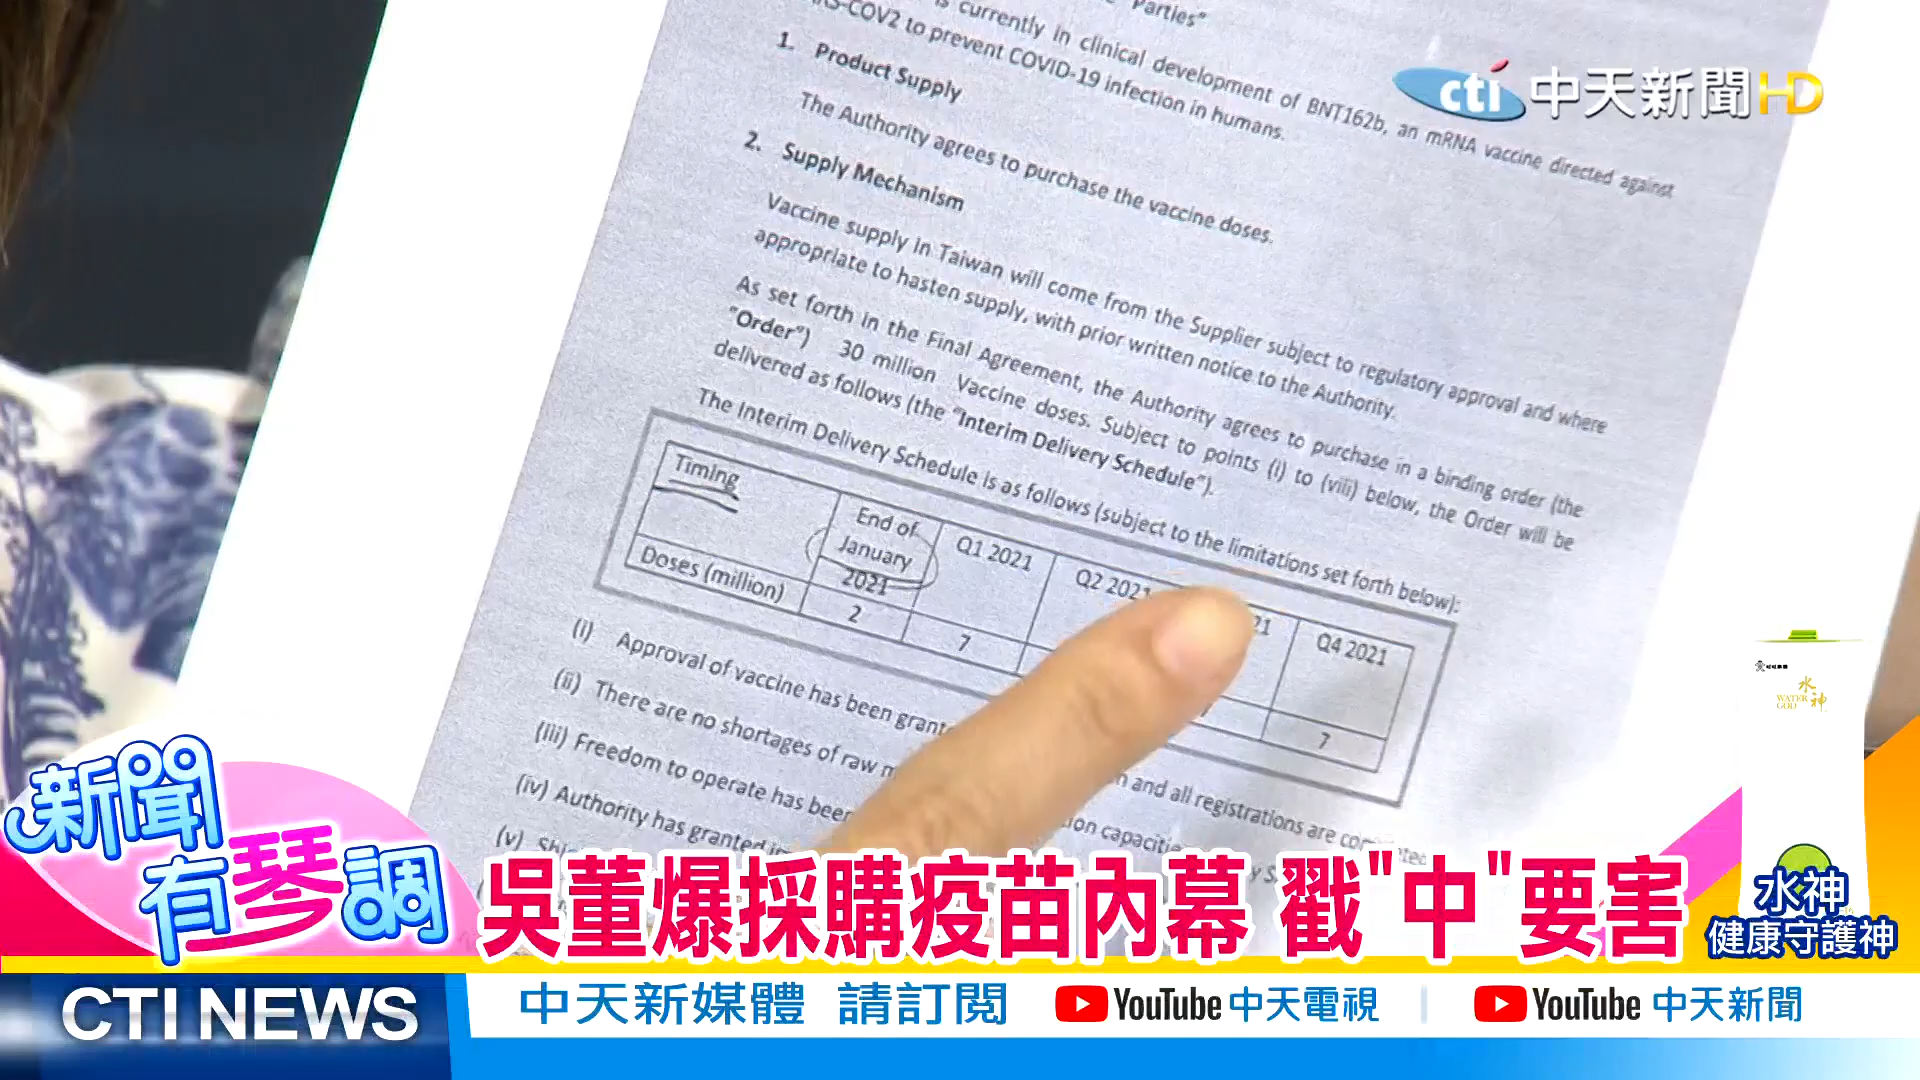 Parties"
is currently in clinical development of BNT162b, an mRNA vaccine directed against
-COV2 to prevent COVID-19 infection in humans.
1. Product Supply
The Authority agrees to purchase the vaccine doses.
2. Supply Mechanism
Vaccine supply in Taiwan will come from the Supplier subject to regulatory approval and where
appropriate to hasten supply, with prior written notice to the Authority.
As set forth in the Final Agreement, the Authority agrees to purchase in a binding order (the
"Order") 30 million Vaccine doses. Subject to points (i) to (viii) below, the Order will be
delivered as follows (the "Interim Delivery Schedule").
The Interim Delivery Schedule is as follows (subject to the limitations set forth below):
Timing
End of
January
2021
Q1 2021
Q2 2021
21
Q4 2021
Doses (million)
2
7
7
(i) Approval of vaccine has been grant
(ii) There are no shortages of raw m
and all registrations are
(iii) Freedom to operate has been
(iv) Authority has granted
(v)
cti 中天新聞HD
旺旺集團
水神
WATER GOD
新聞有琴調
吳董爆採購疫苗內幕 戳"中"要害
水神
健康守護神
CTI NEWS
中天新媒體 請訂閱 YouTube 中天電視 | YouTube 中天新聞